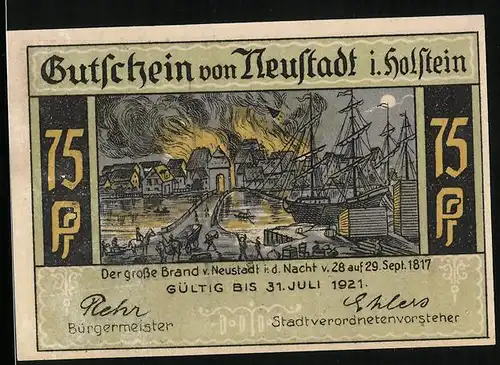 Gutschein von Neustadt i. Holstein
75 Pf
75 Pf
Der große Brand v. Neustadt i. d. Nacht v. 28 auf 29. Sept. 1817
GÜLTIG BIS 31. JULI 1921.
Rehr Ehlers
Bürgermeister Stadtverordnetenvorsteher